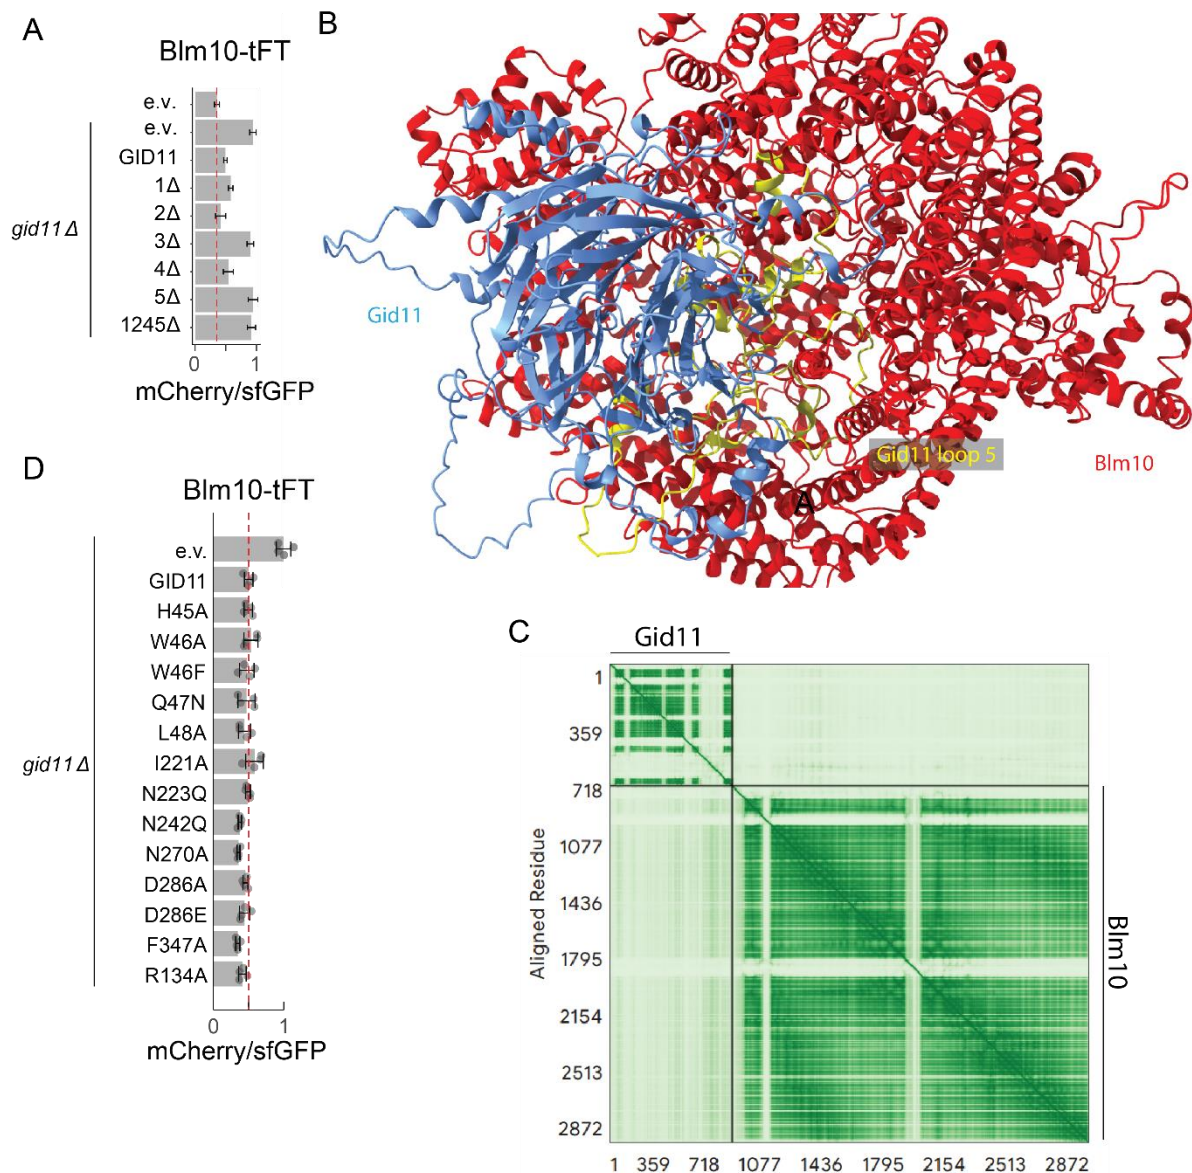 A
Blm10-tFT
e.v.
e.v.
GID11
1Δ
2Δ
3Δ
4Δ
5Δ
1245Δ
gid11Δ
0 1
mCherry/sfGFP
B
Gid11
Gid11 loop 5
Blm10
A
C
Gid11
1
359
718
1077
1436
1795
2154
2513
2872
Aligned Residue
Blm10
1 359 718 1077 1436 1795 2154 2513 2872
D
Blm10-tFT
e.v.
GID11
H45A
W46A
W46F
Q47N
L48A
I221A
N223Q
N242Q
N270A
D286A
D286E
F347A
R134A
gid11Δ
0 1
mCherry/sfGFP